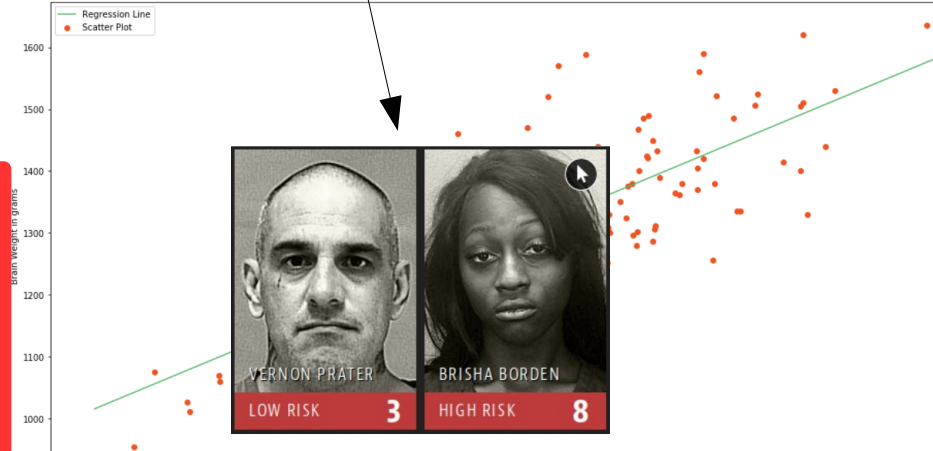 Regression Line
Scatter Plot
1600
1500
1400
1300
1200
1100
1000
Brain Weight in grams
VERNON PRATER
BRISHA BORDEN
LOW RISK 3
HIGH RISK 8